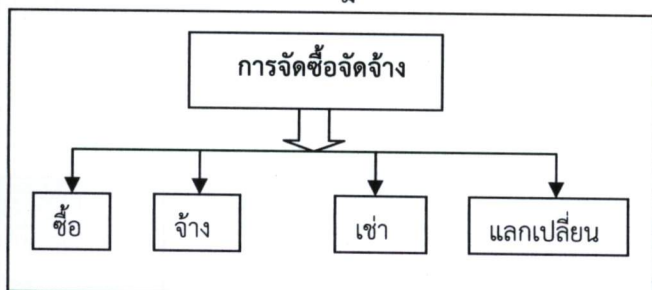 การจัดซื้อจัดจ้าง
ซื้อ
จ้าง
เช่า
แลกเปลี่ยน